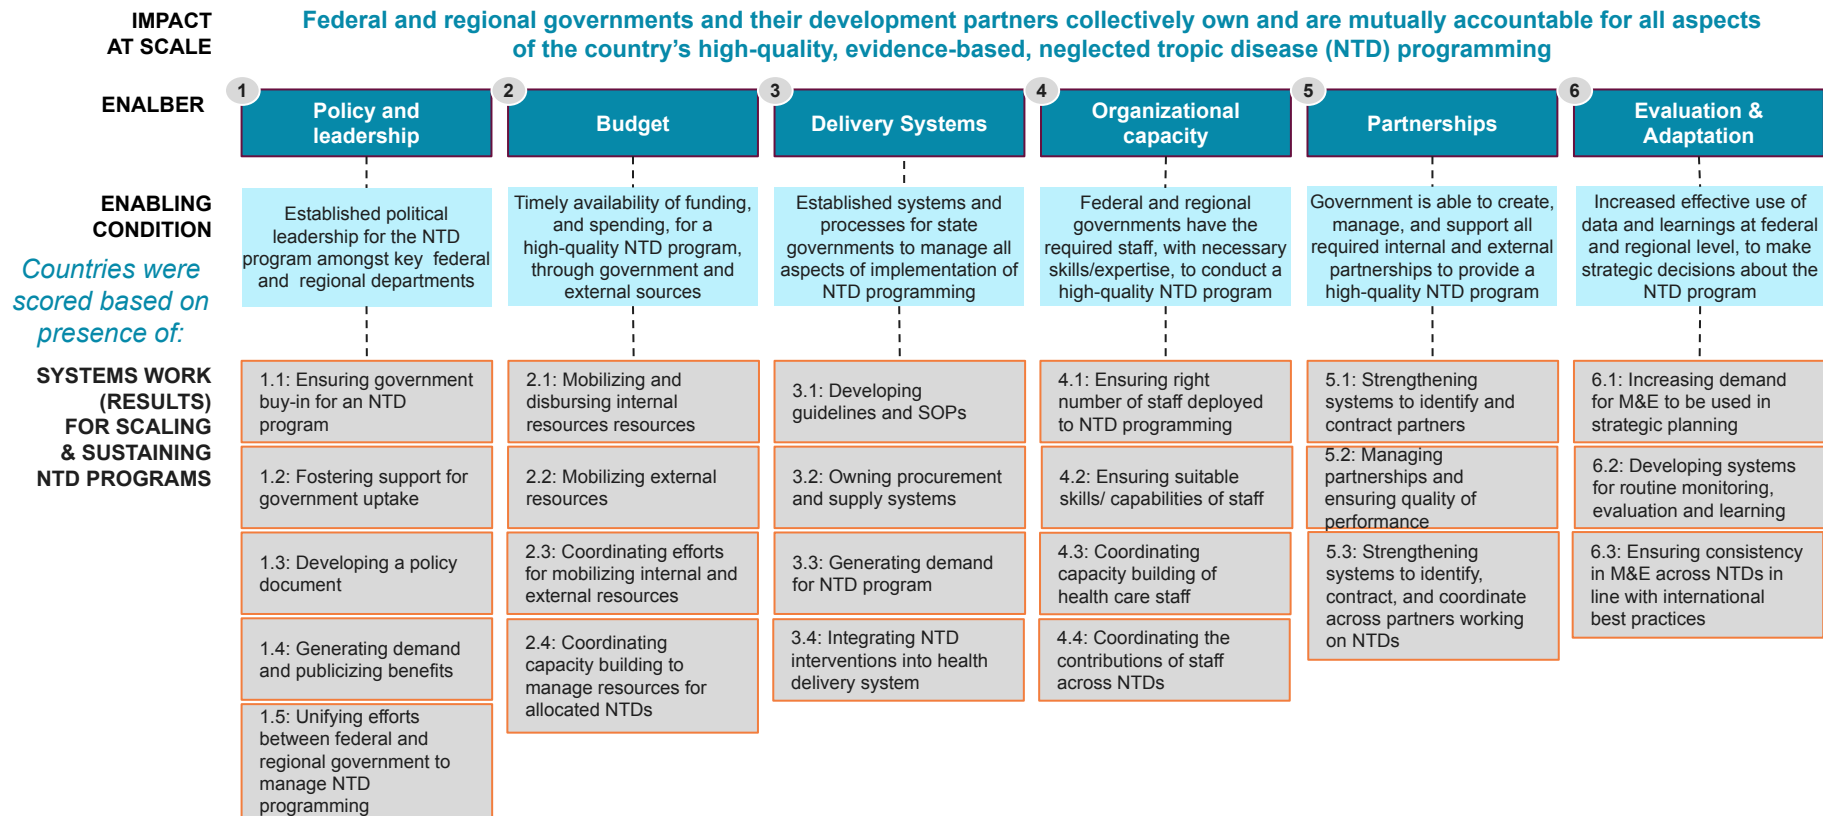 IMPACT
AT SCALE
Federal and regional governments and their development partners collectively own and are mutually accountable for all aspects
of the country's high-quality, evidence-based, neglected tropic disease (NTD) programming
ENALBER
1
Policy and
leadership
2
Budget
3
Delivery Systems
4
Organizational
capacity
5
Partnerships
6
Evaluation &
Adaptation
ENABLING
CONDITION
Established political
leadership for the NTD
program amongst key federal
and regional departments
Timely availability of funding,
and spending, for a
high-quality NTD program,
through government and
external sources
Established systems and
processes for state
governments to manage all
aspects of implementation of
NTD programming
Federal and regional
governments have the
required staff, with necessary
skills/expertise, to conduct a
high-quality NTD program
Government is able to create,
manage, and support all
required internal and external
partnerships to provide a
high-quality NTD program
Increased effective use of
data and learnings at federal
and regional level, to make
strategic decisions about the
NTD program
Countries were
scored based on
presence of:
SYSTEMS WORK
(RESULTS)
FOR SCALING
& SUSTAINING
NTD PROGRAMS
1.1: Ensuring government
buy-in for an NTD
program
1.2: Fostering support for
government uptake
1.3: Developing a policy
document
1.4: Generating demand
and publicizing benefits
1.5: Unifying efforts
between federal and
regional government to
manage NTD
programming
2.1: Mobilizing and
disbursing internal
resources resources
2.2: Mobilizing external
resources
2.3: Coordinating efforts
for mobilizing internal and
external resources
2.4: Coordinating
capacity building to
manage resources for
allocated NTDs
3.1: Developing
guidelines and SOPs
3.2: Owning procurement
and supply systems
3.3: Generating demand
for NTD program
3.4: Integrating NTD
interventions into health
delivery system
4.1: Ensuring right
number of staff deployed
to NTD programming
4.2: Ensuring suitable
skills/ capabilities of staff
4.3: Coordinating
capacity building of
health care staff
4.4: Coordinating the
contributions of staff
across NTDs
5.1: Strengthening
systems to identify and
contract partners
5.2: Managing
partnerships and
ensuring quality of
performance
5.3: Strengthening
systems to identify,
contract, and coordinate
across partners working
on NTDs
6.1: Increasing demand
for M&E to be used in
strategic planning
6.2: Developing systems
for routine monitoring,
evaluation and learning
6.3: Ensuring consistency
in M&E across NTDs in
line with international
best practices